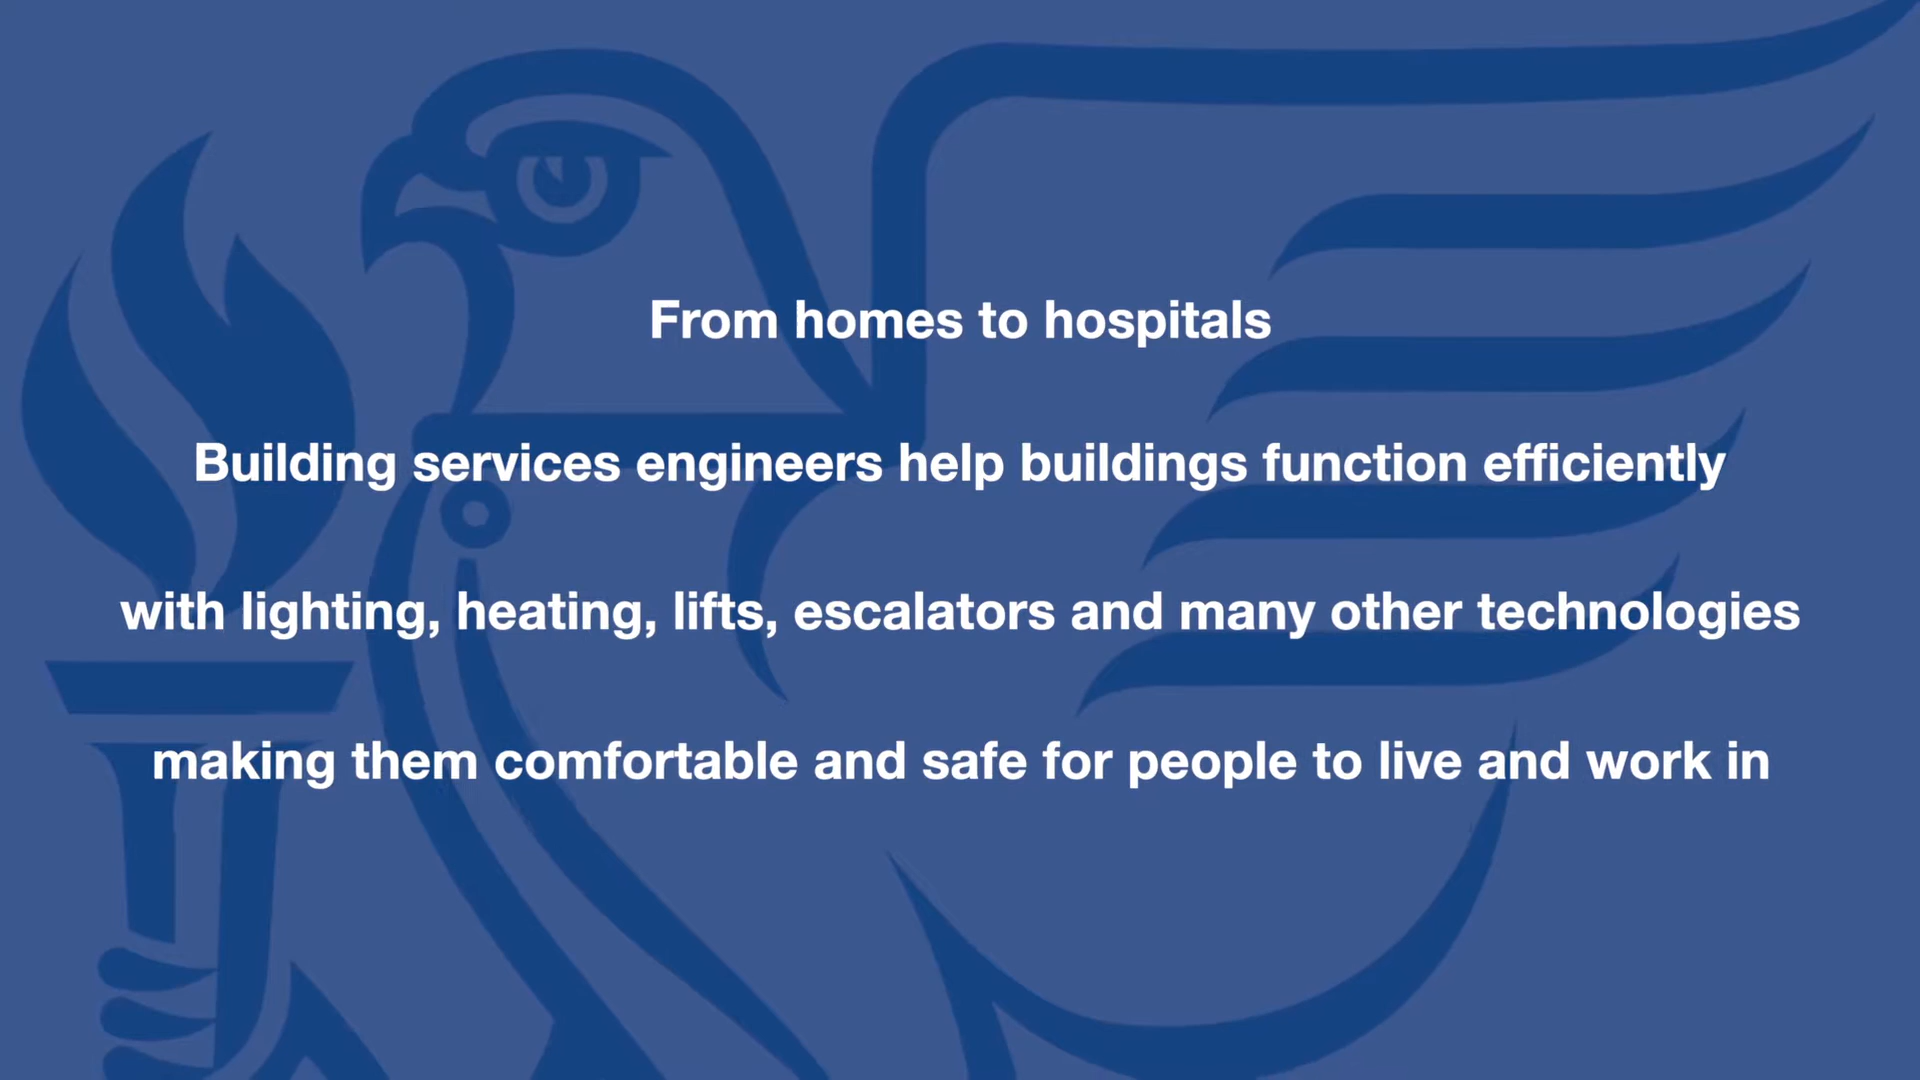 From homes to hospitals
Building services engineers help buildings function efficiently
with lighting, heating, lifts, escalators and many other technologies
making them comfortable and safe for people to live and work in